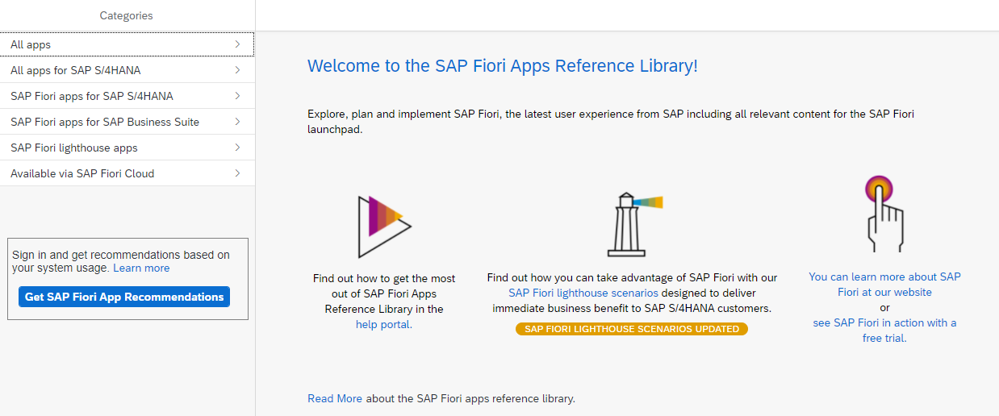 Categories
All apps
All apps for SAP S/4HANA
SAP Fiori apps for SAP S/4HANA
SAP Fiori apps for SAP Business Suite
SAP Fiori lighthouse apps
Available via SAP Fiori Cloud
Sign in and get recommendations based on
your system usage. Learn more
Get SAP Fiori App Recommendations
Welcome to the SAP Fiori Apps Reference Library!
Explore, plan and implement SAP Fiori, the latest user experience from SAP including all relevant content for the SAP Fiori
launchpad.
Find out how to get the most
out of SAP Fiori Apps
Reference Library in the
help portal.
Find out how you can take advantage of SAP Fiori with our
SAP Fiori lighthouse scenarios designed to deliver
immediate business benefit to SAP S/4HANA customers.
SAP FIORI LIGHTHOUSE SCENARIOS UPDATED
You can learn more about SAP
Fiori at our website
or
see SAP Fiori in action with a
free trial.
Read More about the SAP Fiori apps reference library.